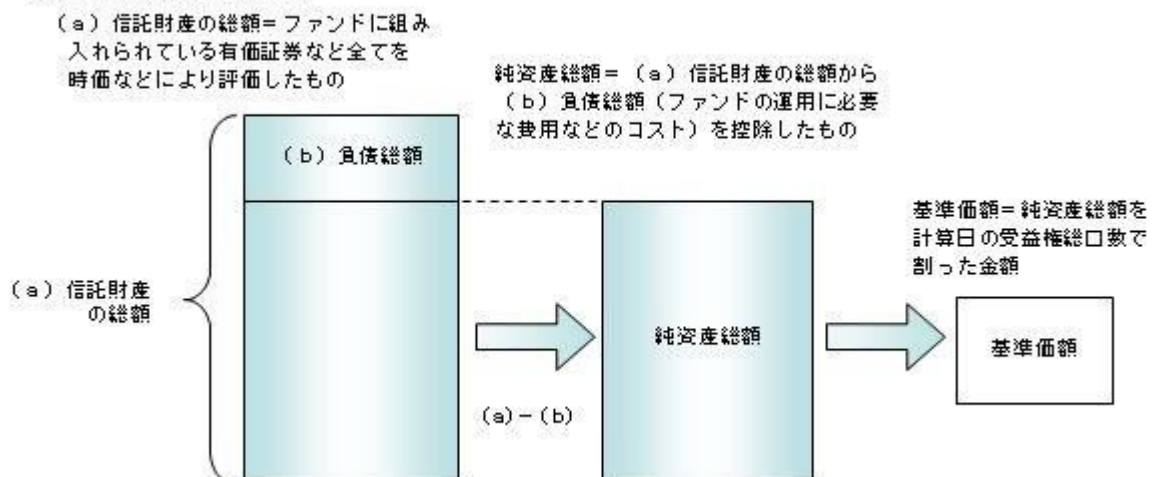 (a)信託財産の総額=ファンドに組み
入れられている有価証券など全てを
時価などにより評価したもの
純資産総額=(a)信託財産の総額から
(b)負債総額(ファンドの運用に必要
な費用などのコスト)を控除したもの
(b)負債総額
基準価額=純資産総額を
計算日の受益権総口数で
割った金額
(a)信託財産
の総額
純資産総額
基準価額
(a)-(b)